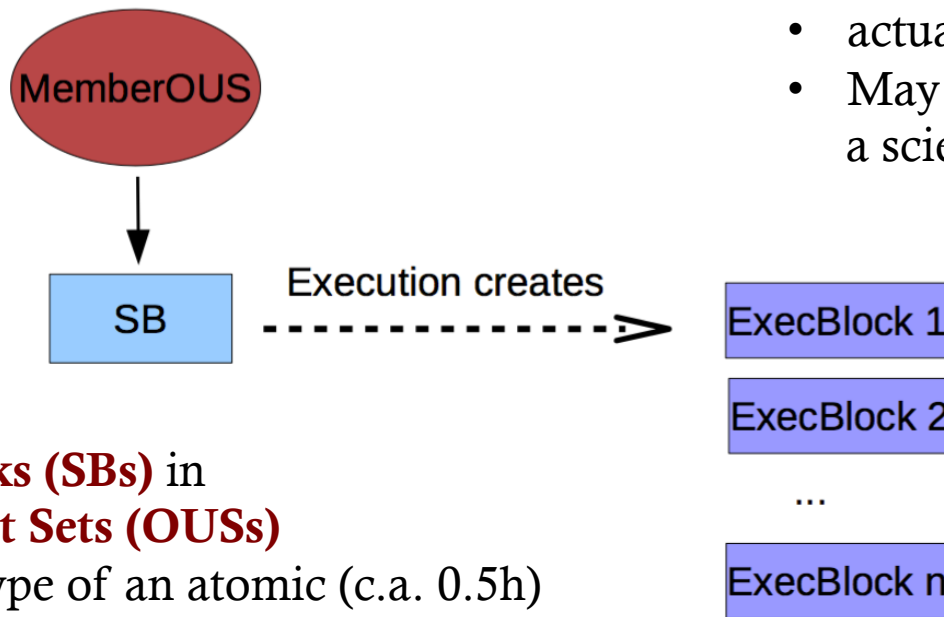 • actua
• May
a scie
MemberOUS
SB
Execution creates
ExecBlock 1
ExecBlock 2
...
ExecBlock n
ks (SBs) in
t Sets (OUSs)
ype of an atomic (c.a. 0.5h)